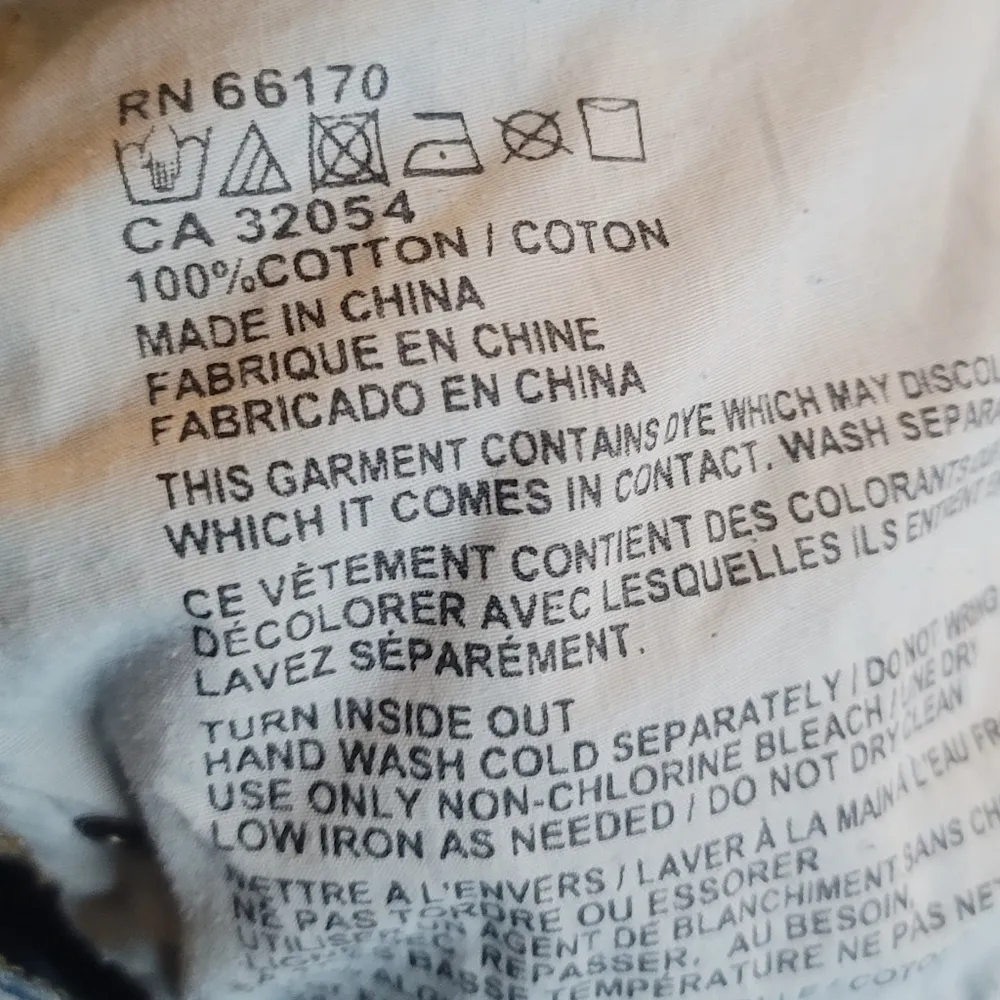 RN 66170
CA 32054
100%COTTON / COTON
MADE IN CHINA
FABRIQUE EN CHINE
FABRICADO EN CHINA
THIS GARMENT CONTAINS DYE WHICH MAY DISCOL
WHICH IT COMES IN CONTACT. WASH SEPARA
CE VÊTEMENT CONTIENT DES COLORANTS
DÉCOLORER AVEC LESQUELLES ILS ENTRENT
LAVEZ SÉPARÉMENT.
TURN INSIDE OUT
HAND WASH COLD SEPARATELY / DO NOT WRING
USE ONLY NON-CHLORINE BLEACH / LINE DRY
LOW IRON AS NEEDED / DO NOT DRY CLEAN
METTRE A L'ENVERS / LAVER À LA MAIN À L'EAU FR
NE PAS TORDRE OU ESSORER
UTILISER AGENT DE BLANCHIMENT SANS CH
REPASSER. AU BESOIN,
BASSE TEMPÉRATURE NE PAS NE